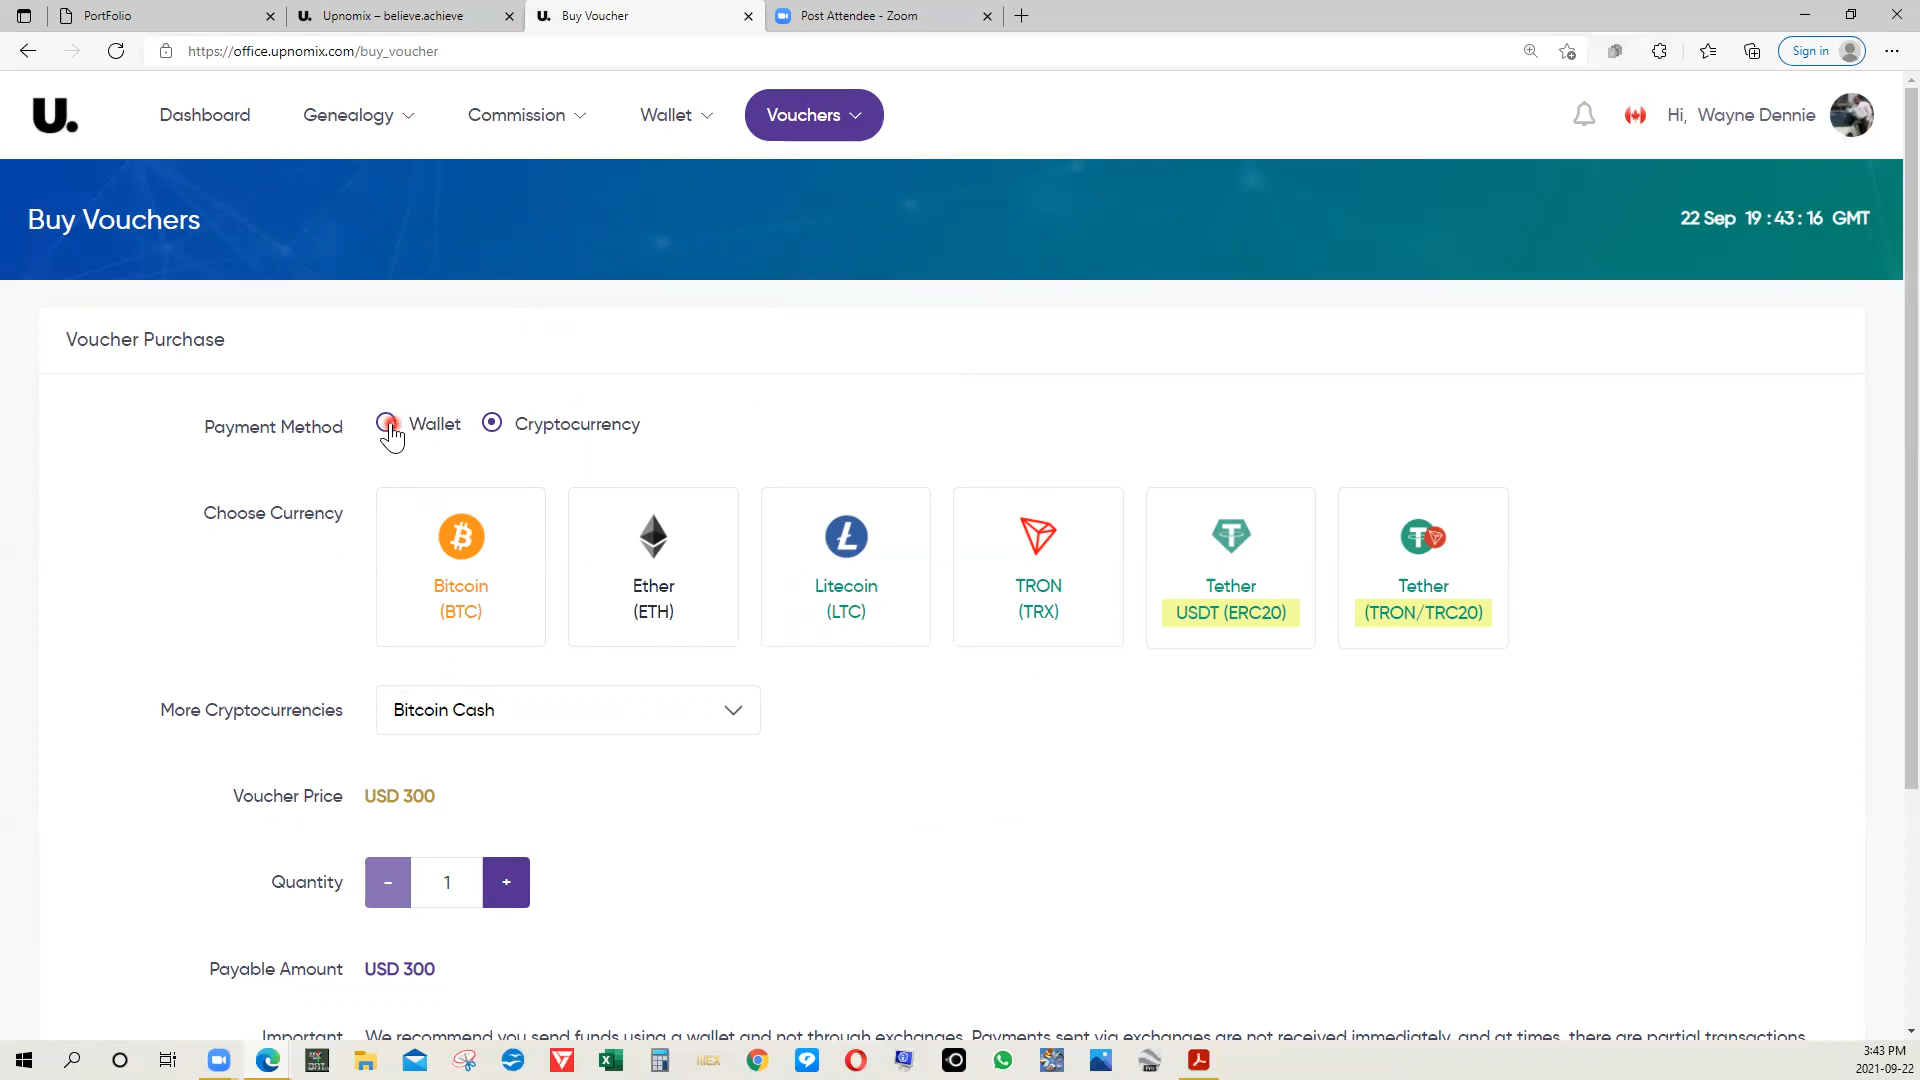 PortFolio
Upnomix – believe.achieve
Buy Voucher
Post Attendee - Zoom
https://office.upnomix.com/buy_voucher
Sign in
U.
Dashboard
Genealogy
Commission
Wallet
Vouchers
Hi, Wayne Dennie
Buy Vouchers
22 Sep 19 : 43 : 16 GMT
Voucher Purchase
Payment Method
Wallet
Cryptocurrency
Choose Currency
Bitcoin
(BTC)
Ether
(ETH)
Litecoin
(LTC)
TRON
(TRX)
Tether
USDT (ERC20)
Tether
(TRON/TRC20)
More Cryptocurrencies
Bitcoin Cash
Voucher Price
USD 300
Quantity
- 1 +
Payable Amount
USD 300
Important
We recommend you send funds using a wallet and not through exchanges. Payments sent via exchanges are not received immediately, and at times, there are partial transactions
3:43 PM
2021-09-22